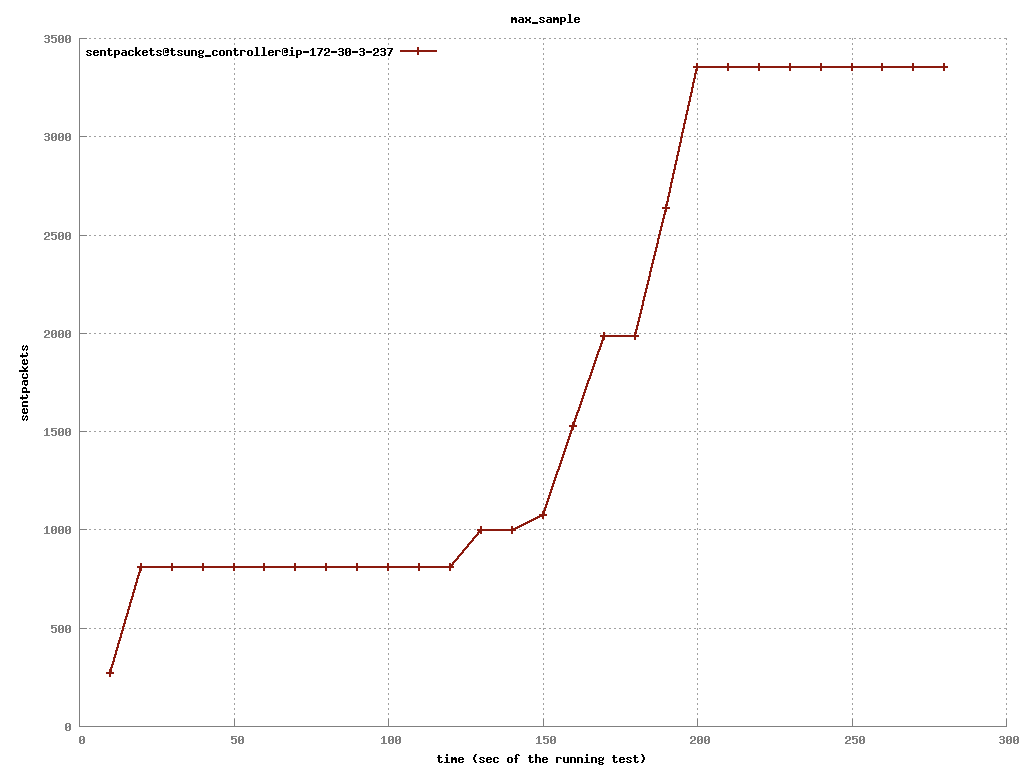 max_sample
sentpackets@tsung_controller@ip-172-30-3-237
3500
3000
2500
2000
1500
1000
500
0
sentpackets
0 50 100 150 200 250 300
time (sec of the running test)